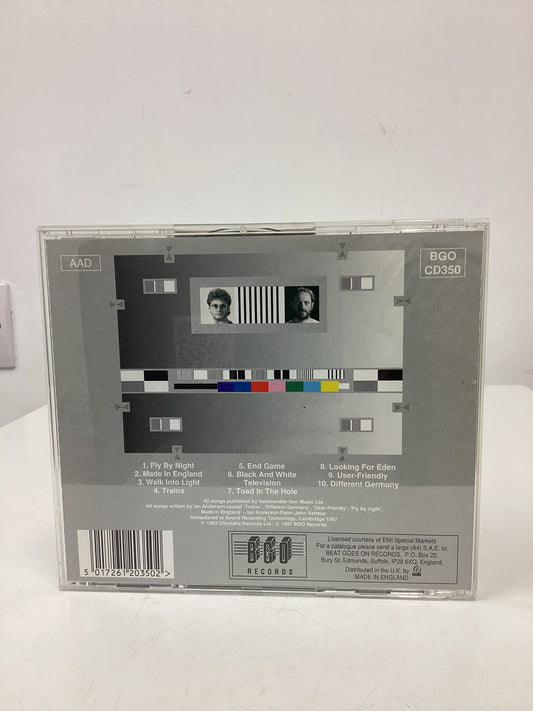 AAD
BGO
CD350
1. Fly By Night
2. Made in England
3. Walk Into Light
4. Trains
5. End Game
6. Black And White
Television
7. Toad In The Hole
8. Looking For Eden
9. User-Friendly
10. Different Germany
All songs published by Salamander-Son Music Ltd
All songs written by Ian Anderson except 'Trains', 'Different Germany', 'User-friendly', 'Fly by night',
Made in England – Ian Anderson/Peter-John Vettese
Remastered at Sound Recording Technology, Cambridge 1997
℗ 1983 Chrysalis Records Ltd. © 1997 BGO Records
5 017261 203502 >
BGO
RECORDS
Licensed courtesy of EMI Special Markets
For a catalogue please send a large (A4) S.A.E. to:
BEAT GOES ON RECORDS, P.O. Box 22,
Bury St. Edmunds, Suffolk, IP28 6XQ, England.
Distributed in the U.K. by
MADE IN ENGLAND